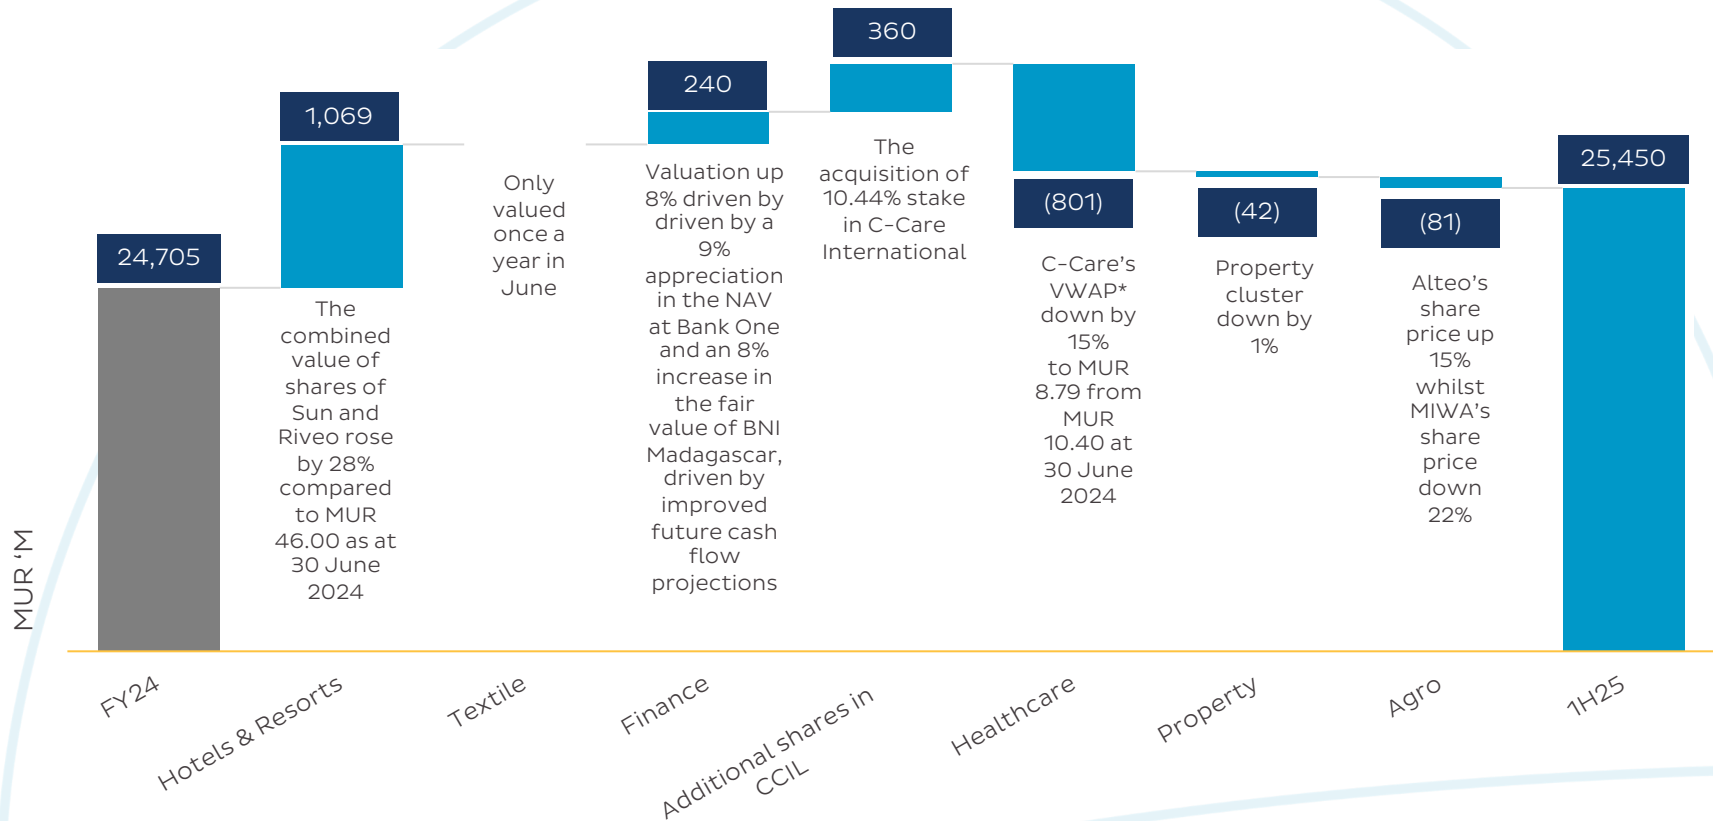 MUR ‘M
24,705
1,069
The
combined
value of
shares of
Sun and
Riveo rose
by 28%
compared
to MUR
46.00 as at
30 June
2024
Only
valued
once a
year in
June
240
Valuation up
8% driven by
driven by a
9%
appreciation
in the NAV
at Bank One
and an 8%
increase in
the fair
value of BNI
Madagascar,
driven by
improved
future cash
flow
projections
360
The
acquisition of
10.44% stake
in C-Care
International
(801)
C-Care’s
VWAP*
down by
15%
to MUR
8.79 from
MUR
10.40 at
30 June
2024
(42)
Property
cluster
down by
1%
(81)
Alteo’s
share
price up
15%
whilst
MIWA’s
share
price
down
22%
25,450
FY24
Hotels & Resorts
Textile
Finance
Additional shares in
CCIL
Healthcare
Property
Agro
1H25